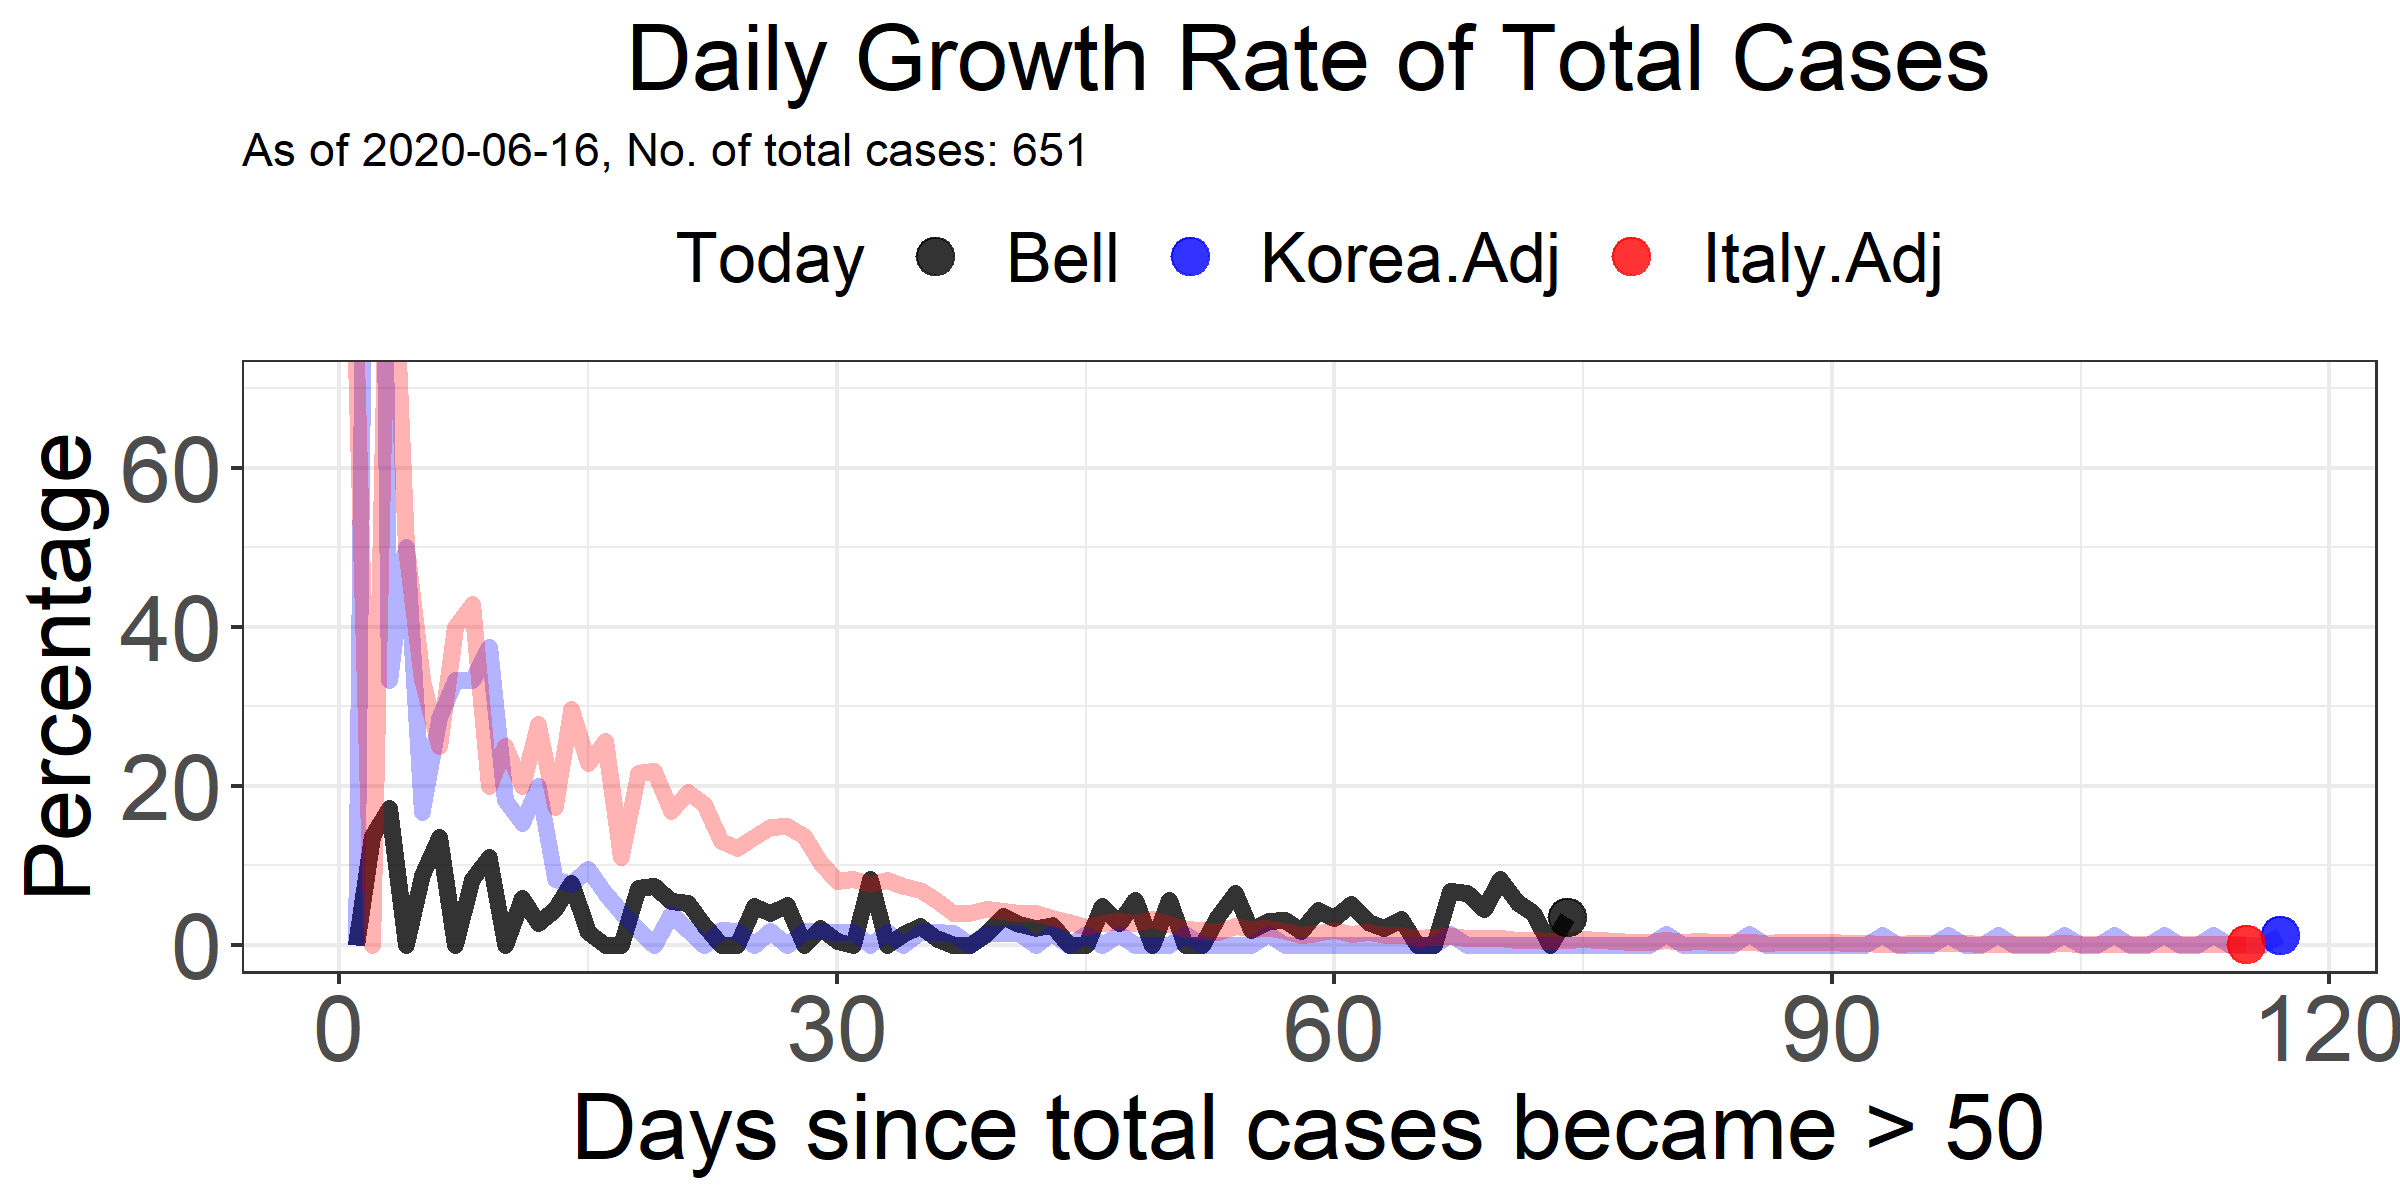 Daily Growth Rate of Total Cases
As of 2020-06-16, No. of total cases: 651
Today Bell Korea.Adj Italy.Adj
Percentage
60
40
20
0
0 30 60 90 120
Days since total cases became > 50